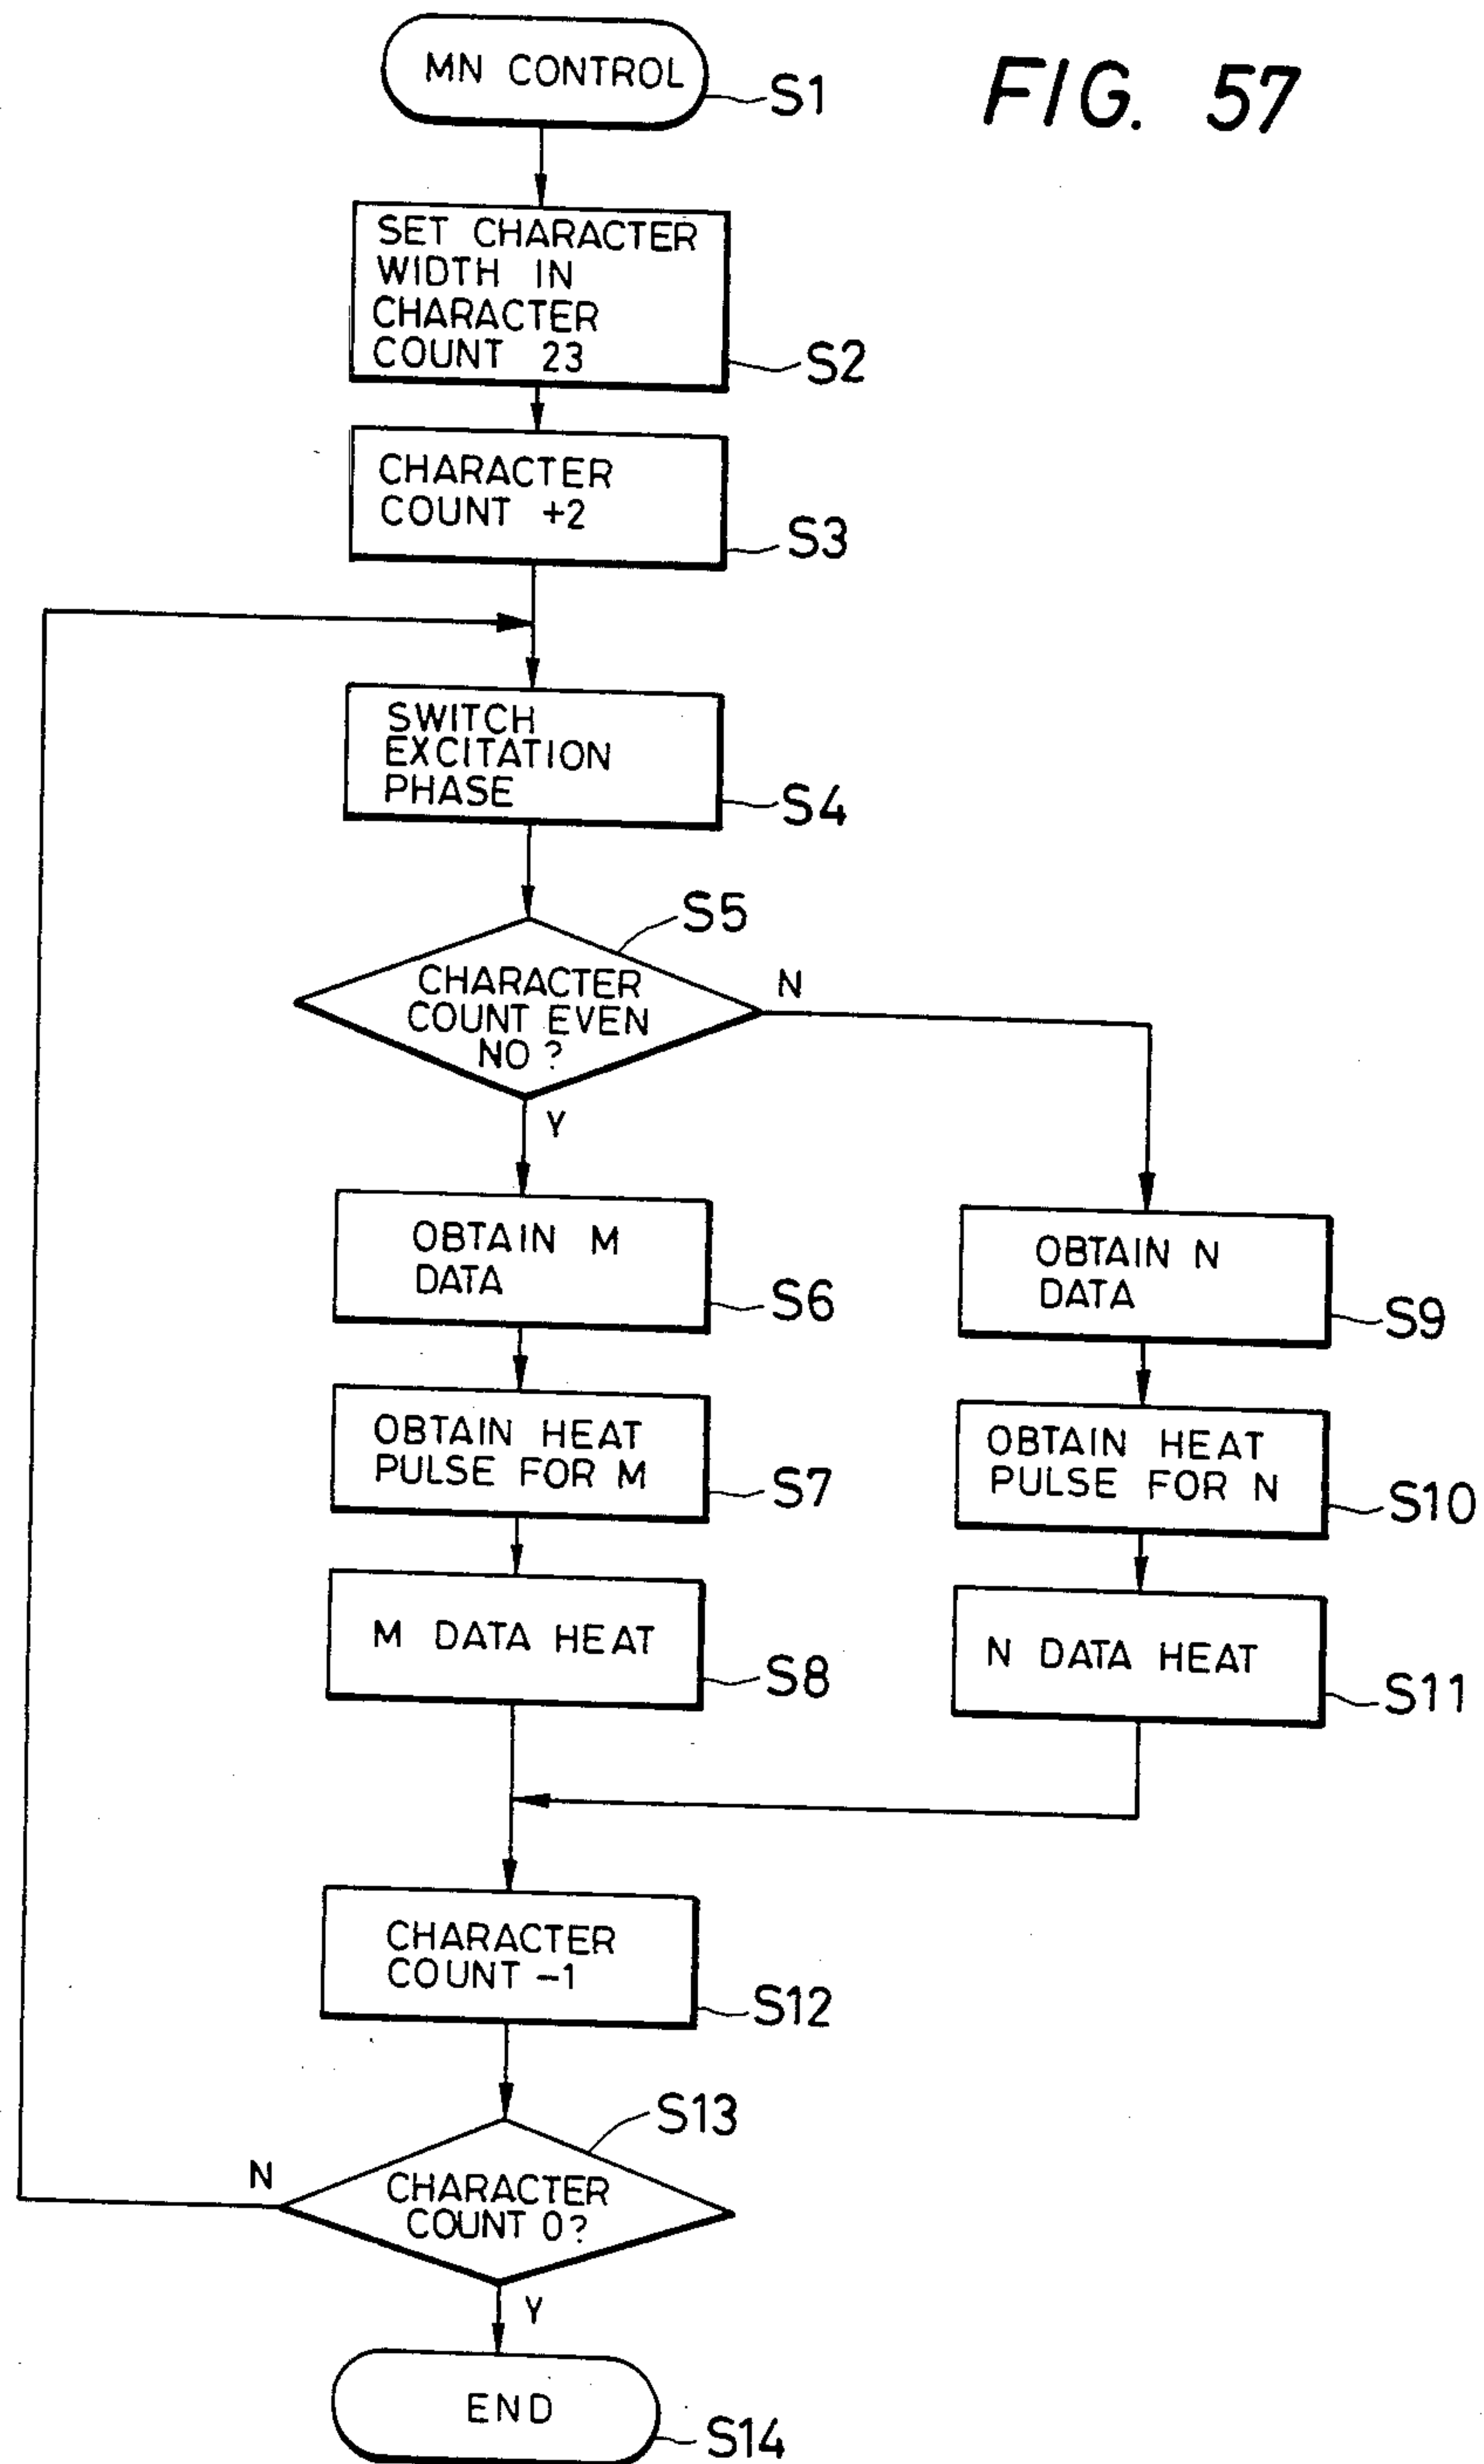 FIG. 57
MN CONTROL
S1
SET CHARACTER
WIDTH IN
CHARACTER
COUNT 23
S2
CHARACTER
COUNT +2
S3
SWITCH
EXCITATION
PHASE
S4
S5
CHARACTER
COUNT EVEN
NO?
N
Y
OBTAIN M
DATA
S6
OBTAIN N
DATA
S9
OBTAIN HEAT
PULSE FOR M
S7
OBTAIN HEAT
PULSE FOR N
S10
M DATA HEAT
S8
N DATA HEAT
S11
CHARACTER
COUNT -1
S12
S13
N
CHARACTER
COUNT 0?
Y
END
S14